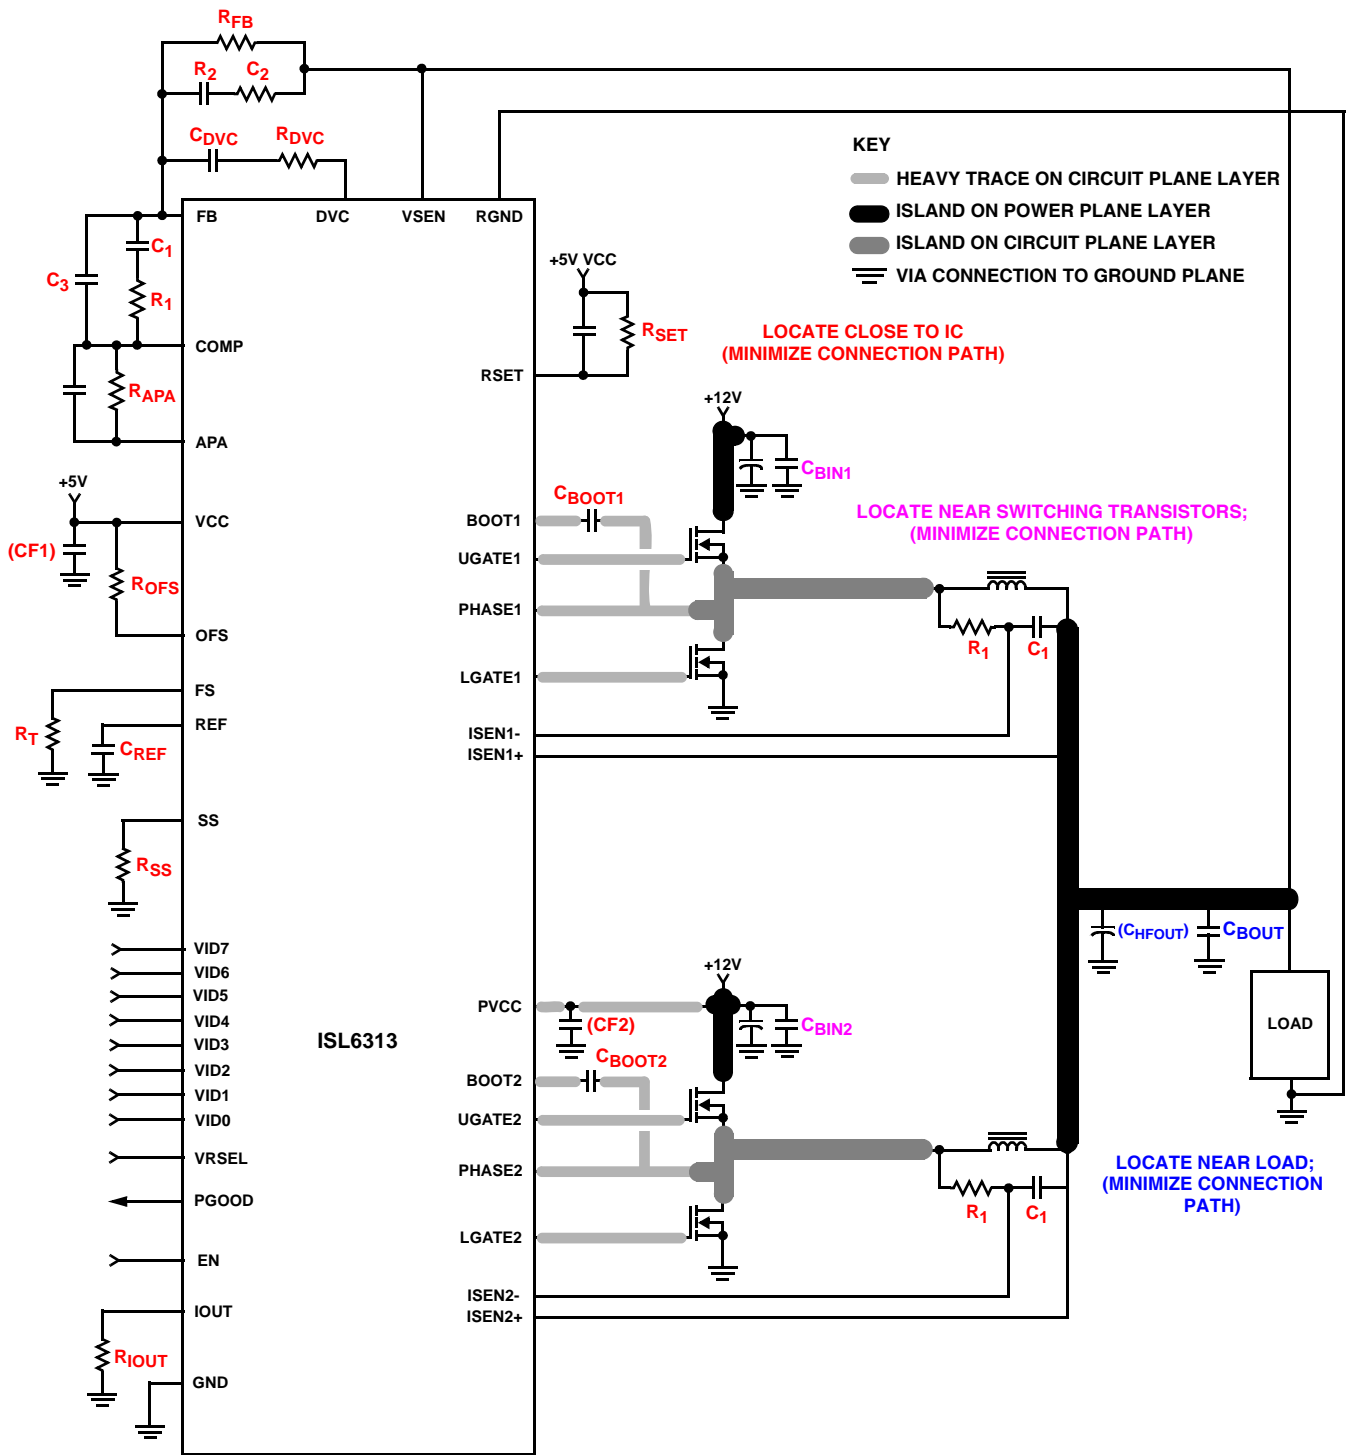 RFB
R2 C2
CDVC RDVC
FB DVC VSEN RGND
KEY
HEAVY TRACE ON CIRCUIT PLANE LAYER
ISLAND ON POWER PLANE LAYER
ISLAND ON CIRCUIT PLANE LAYER
VIA CONNECTION TO GROUND PLANE
C1
C3
R1
COMP
RAPA
APA
+5V
VCC
(CF1)
ROFS
OFS
FS
REF
RT
CREF
SS
RSS
VID7
VID6
VID5
VID4
VID3
VID2
VID1
VID0
VRSEL
PGOOD
EN
IOUT
RIOUT
GND
ISL6313
+5V VCC
RSET
RSET
LOCATE CLOSE TO IC
(MINIMIZE CONNECTION PATH)
+12V
CBIN1
CBOOT1
BOOT1
LOCATE NEAR SWITCHING TRANSISTORS;
(MINIMIZE CONNECTION PATH)
UGATE1
PHASE1
R1 C1
LGATE1
ISEN1-
ISEN1+
(CHFOUT) CBOUT
+12V
PVCC
(CF2)
CBIN2
LOAD
CBOOT2
BOOT2
UGATE2
PHASE2
LOCATE NEAR LOAD;
(MINIMIZE CONNECTION
PATH)
R1 C1
LGATE2
ISEN2-
ISEN2+